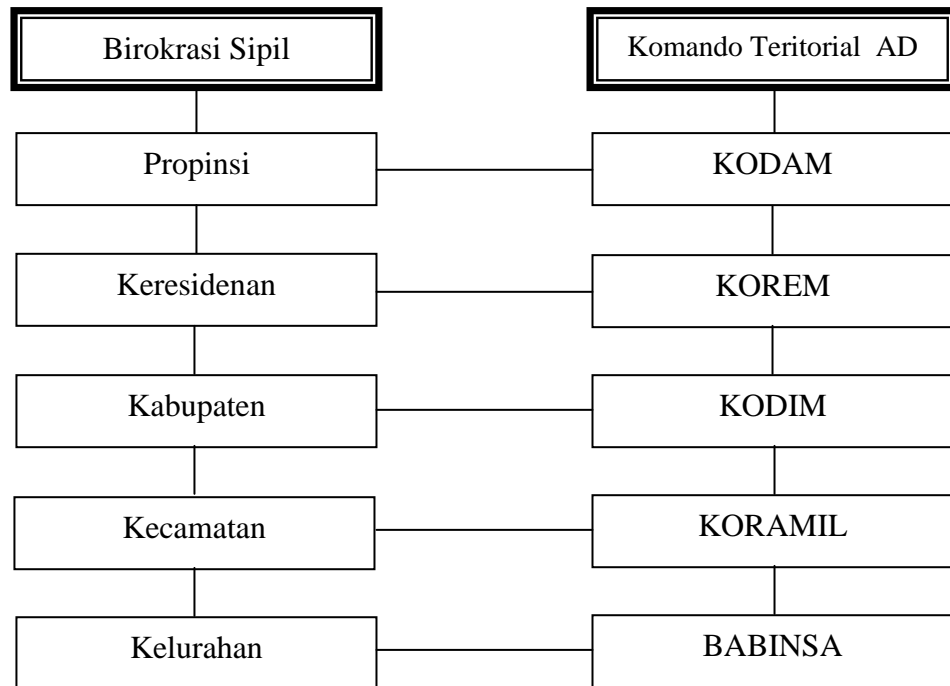 Birokrasi Sipil
Komando Teritorial AD
Propinsi
KODAM
Keresidenan
KOREM
Kabupaten
KODIM
Kecamatan
KORAMIL
Kelurahan
BABINSA